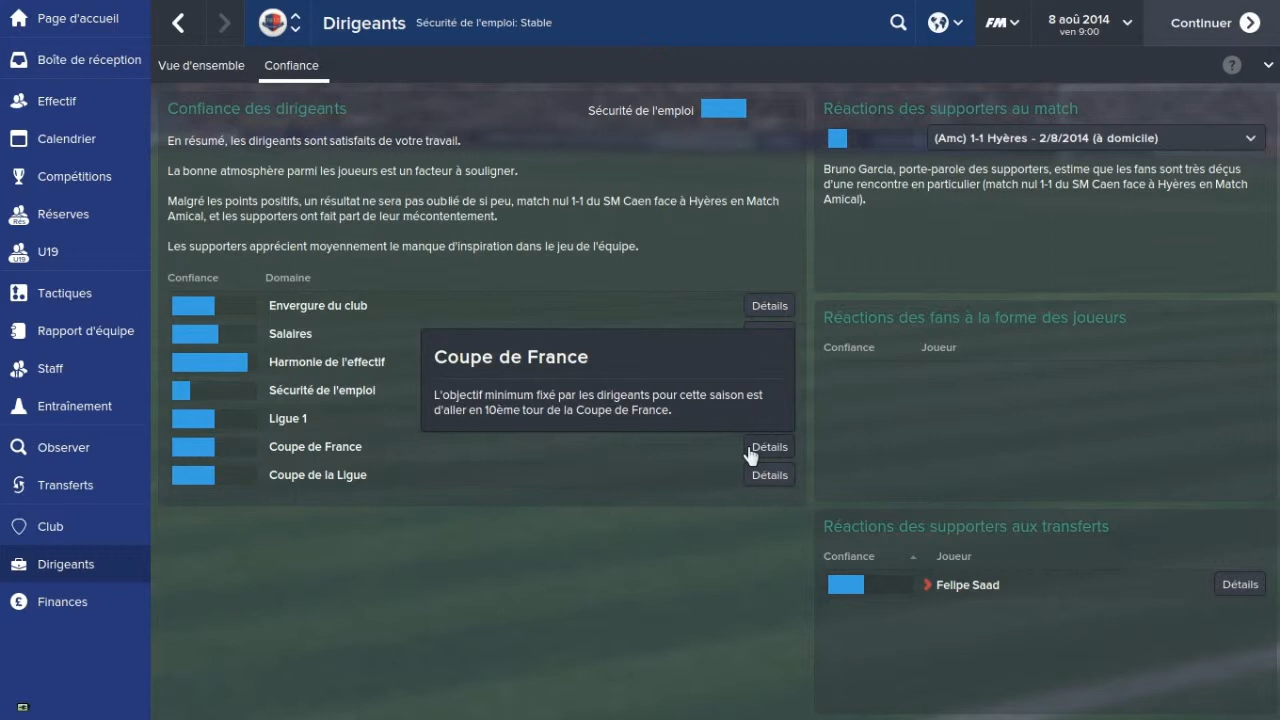 Page d'accueil
Boîte de réception
Effectif
Calendrier
Compétitions
Réserves
U19
Tactiques
Rapport d'équipe
Staff
Entraînement
Observer
Transferts
Club
Dirigeants
Finances
Dirigeants
Sécurité de l'emploi: Stable
FM
8 aoû 2014
ven 9:00
Continuer
Vue d'ensemble
Confiance
?
Confiance des dirigeants
Sécurité de l'emploi
En résumé, les dirigeants sont satisfaits de votre travail.
La bonne atmosphère parmi les joueurs est un facteur à souligner.
Malgré les points positifs, un résultat ne sera pas oublié de si peu, match nul 1-1 du SM Caen face à Hyères en Match
Amical, et les supporters ont fait part de leur mécontentement.
Les supporters apprécient moyennement le manque d'inspiration dans le jeu de l'équipe.
Confiance
Domaine
Envergure du club
Détails
Salaires
Harmonie de l'effectif
Sécurité de l'emploi
Ligue 1
Coupe de France
Détails
Coupe de la Ligue
Détails
Coupe de France
L'objectif minimum fixé par les dirigeants pour cette saison est
d'aller en 10ème tour de la Coupe de France.
Réactions des supporters au match
(Amc) 1-1 Hyères - 2/8/2014 (à domicile)
Bruno Garcia, porte-parole des supporters, estime que les fans sont très déçus
d'une rencontre en particulier (match nul 1-1 du SM Caen face à Hyères en Match
Amical).
Réactions des fans à la forme des joueurs
Confiance
Joueur
Réactions des supporters aux transferts
Confiance
Joueur
Felipe Saad
Détails